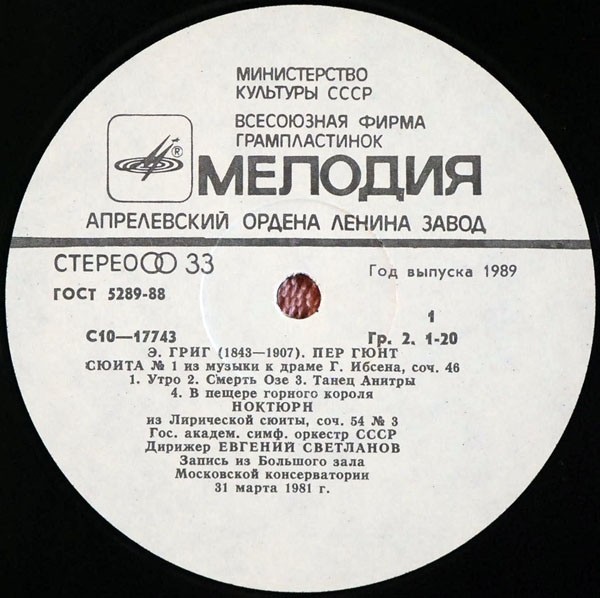 МИНИСТЕРСТВО
КУЛЬТУРЫ СССР
ВСЕСОЮЗНАЯ ФИРМА
ГРАМПЛАСТИНОК
®
МЕЛОДИЯ
АПРЕЛЕВСКИЙ ОРДЕНА ЛЕНИНА ЗАВОД
СТЕРЕО 33
Год выпуска 1989
ГОСТ 5289-88
1
С10—17743
Гр. 2. 1-20
Э. ГРИГ (1843—1907). ПЕР ГЮНТ
СЮИТА № 1 из музыки к драме Г. Ибсена, соч. 46
1. Утро 2. Смерть Озе 3. Танец Анитры
4. В пещере горного короля
НОКТЮРН
из Лирической сюиты, соч. 54 № 3
Гос. академ. симф. оркестр СССР
Дирижер ЕВГЕНИЙ СВЕТЛАНОВ
Запись из Большого зала
Московской консерватории
31 марта 1981 г.